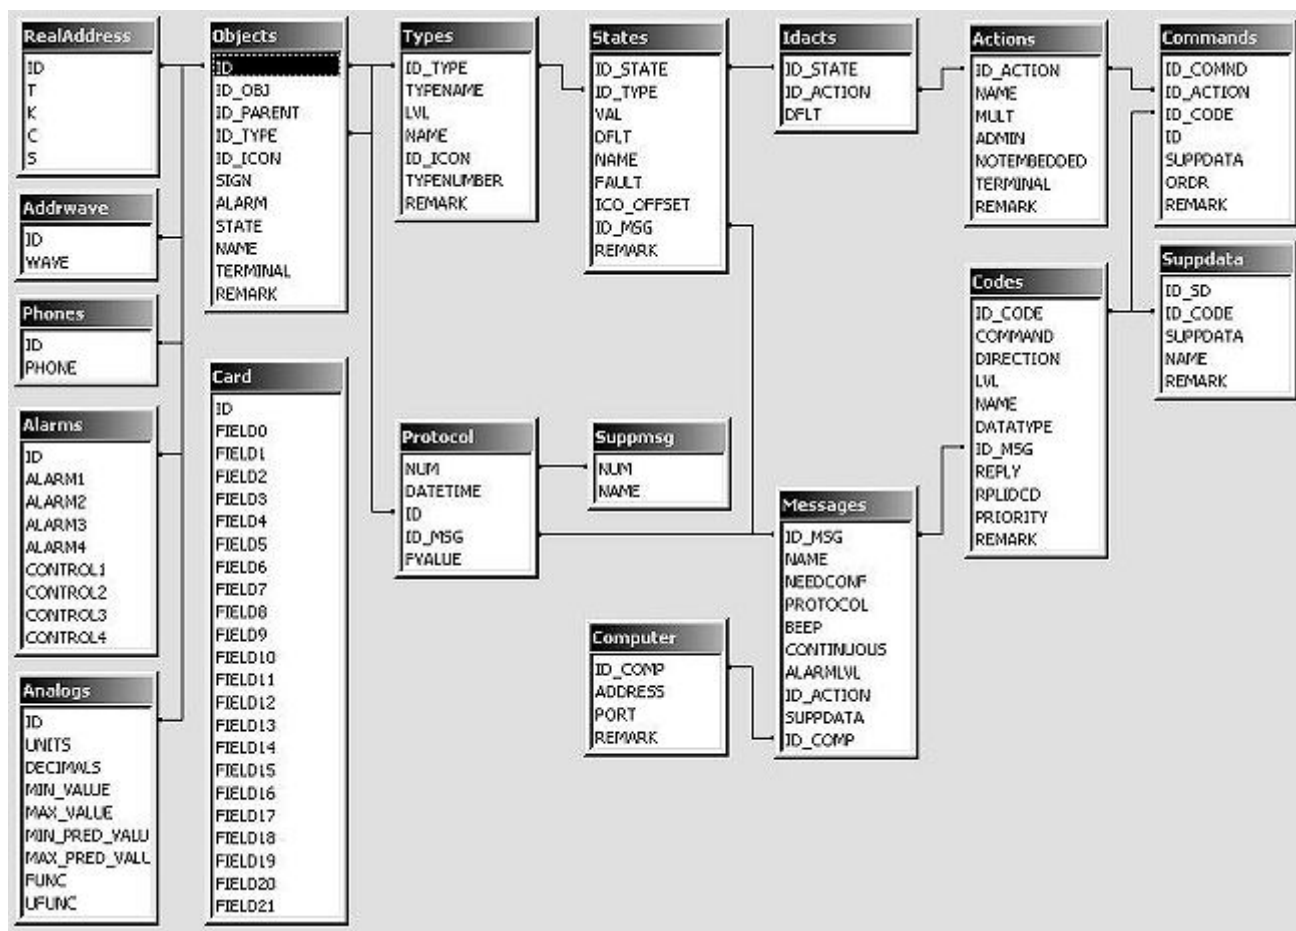 RealAddress
ID
T
K
C
S
Addrwave
ID
WAVE
Phones
ID
PHONE
Alarms
ID
ALARM1
ALARM2
ALARM3
ALARM4
CONTROL1
CONTROL2
CONTROL3
CONTROL4
Analogs
ID
UNITS
DECIMALS
MIN_VALUE
MAX_VALUE
MIN_PRED_VALU
MAX_PRED_VALU
FUNC
UFUNC
Objects
ID
ID_OBJ
ID_PARENT
ID_TYPE
ID_ICON
SIGN
ALARM
STATE
NAME
TERMINAL
REMARK
Card
ID
FIELD0
FIELD1
FIELD2
FIELD3
FIELD4
FIELD5
FIELD6
FIELD7
FIELD8
FIELD9
FIELD10
FIELD11
FIELD12
FIELD13
FIELD14
FIELD15
FIELD16
FIELD17
FIELD18
FIELD19
FIELD20
FIELD21
Types
ID_TYPE
TYPENAME
LVL
NAME
ID_ICON
TYPENUMBER
REMARK
Protocol
NUM
DATETIME
ID
ID_MSG
FVALUE
States
ID_STATE
ID_TYPE
VAL
DFLT
NAME
FAULT
ICO_OFFSET
ID_MSG
REMARK
Suppmsg
NUM
NAME
Computer
ID_COMP
ADDRESS
PORT
REMARK
Idacts
ID_STATE
ID_ACTION
DFLT
Messages
ID_MSG
NAME
NEEDCONF
PROTOCOL
BEEP
CONTINUOUS
ALARMLVL
ID_ACTION
SUPPDATA
ID_COMP
Actions
ID_ACTION
NAME
MULT
ADMIN
NOTEMBEDDED
TERMINAL
REMARK
Codes
ID_CODE
COMMAND
DIRECTION
LVL
NAME
DATATYPE
ID_MSG
REPLY
RPLIDCD
PRIORITY
REMARK
Commands
ID_COMND
ID_ACTION
ID_CODE
ID
SUPPDATA
ORDR
REMARK
Suppdata
ID_SD
ID_CODE
SUPPDATA
NAME
REMARK